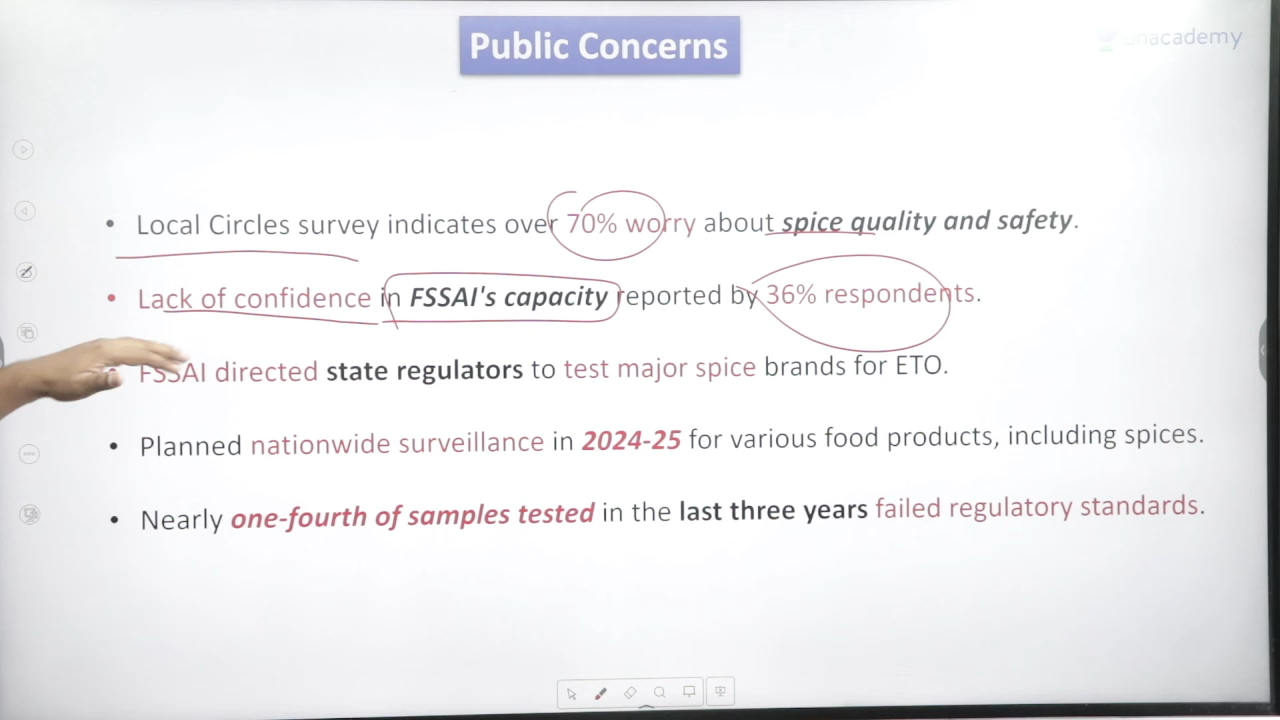 Public Concerns
unacademy
• Local Circles survey indicates over 70% worry about spice quality and safety.
• Lack of confidence in FSSAI's capacity reported by 36% respondents.
• FSSAI directed state regulators to test major spice brands for ETO.
• Planned nationwide surveillance in 2024-25 for various food products, including spices.
• Nearly one-fourth of samples tested in the last three years failed regulatory standards.